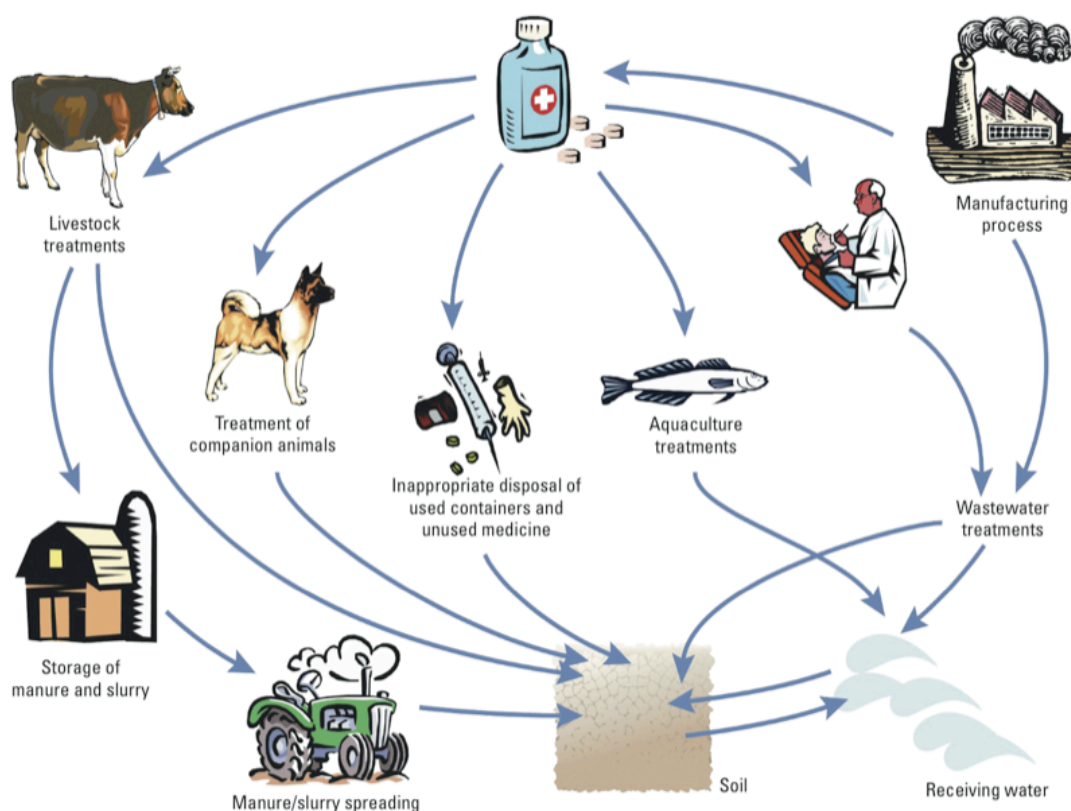 Livestock
treatments
Manufacturing
process
Treatment of
companion animals
Aquaculture
treatments
Inappropriate disposal of
used containers and
unused medicine
Wastewater
treatments
Storage of
manure and slurry
Manure/slurry spreading
Soil
Receiving water